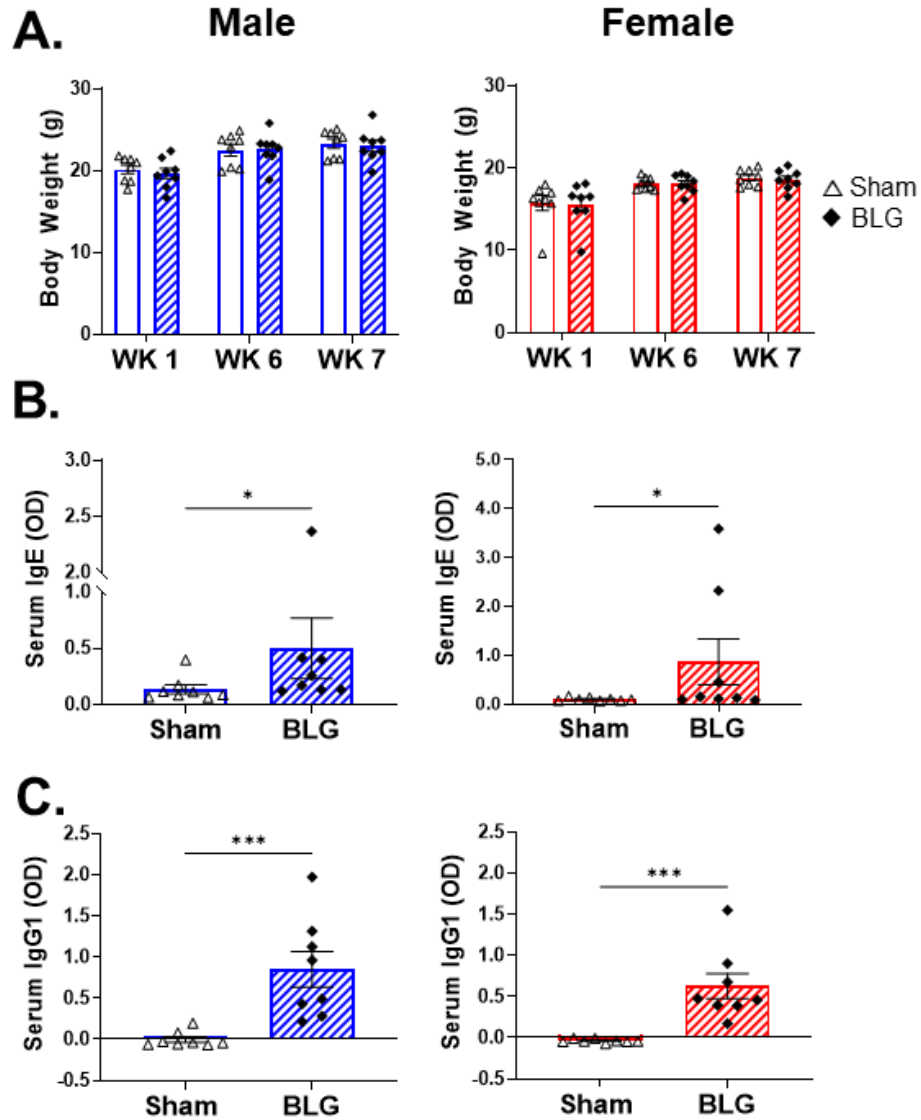 A.
Male
Female
Body Weight (g)
30
20
10
0
WK 1 WK 6 WK 7
Body Weight (g)
30
20
10
0
WK 1 WK 6 WK 7
Sham
BLG
B.
Serum IgE (OD)
3.0
2.5
2.0
1.0
0.5
0.0
*
Sham BLG
Serum IgE (OD)
5.0
4.0
3.0
2.0
1.0
0.0
*
Sham BLG
C.
Serum IgG1 (OD)
2.5
2.0
1.5
1.0
0.5
0.0
-0.5
***
Sham BLG
Serum IgG1 (OD)
2.5
2.0
1.5
1.0
0.5
0.0
-0.5
***
Sham BLG